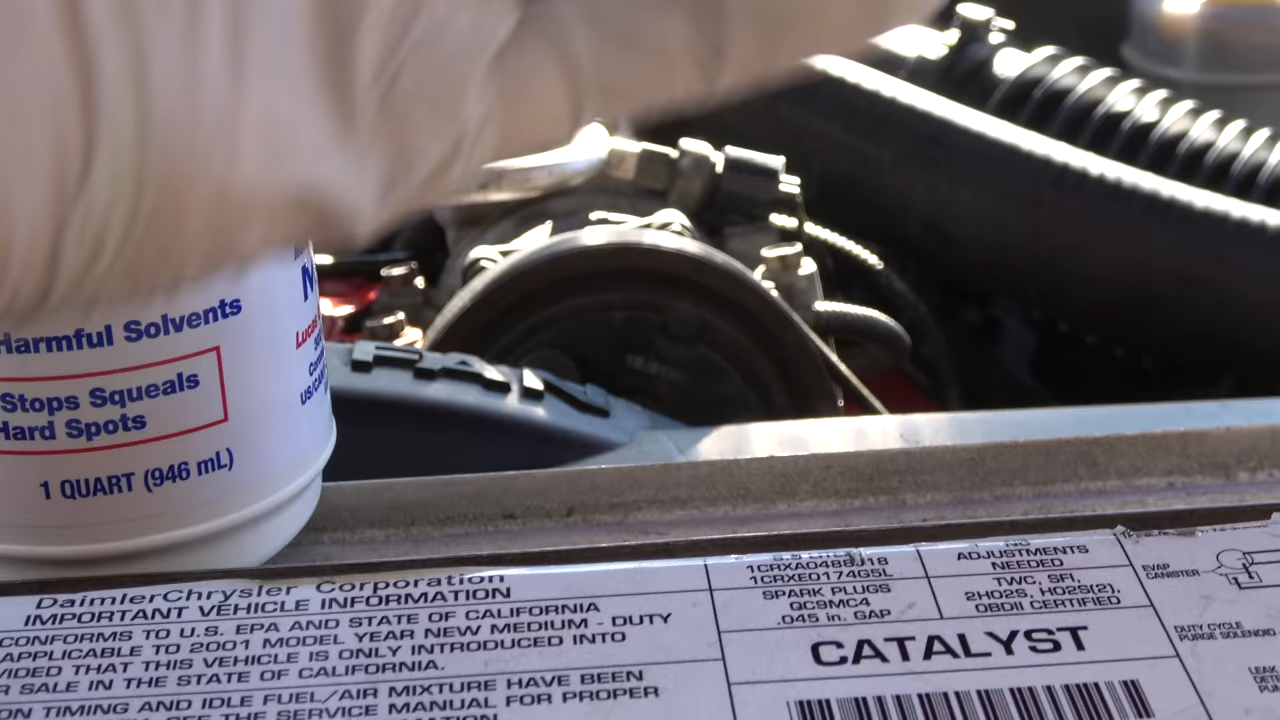 Harmful Solvents
Stops Squeals
Hard Spots
1 QUART (946 mL)
DaimlerChrysler Corporation
IMPORTANT VEHICLE INFORMATION
CONFORMS TO U.S. EPA AND STATE OF CALIFORNIA
APPLICABLE TO 2001 MODEL YEAR NEW MEDIUM - DUTY
VIDED THAT THIS VEHICLE IS ONLY INTRODUCED INTO
R SALE IN THE STATE OF CALIFORNIA.
ON TIMING AND IDLE FUEL/AIR MIXTURE HAVE BEEN
SEE THE SERVICE MANUAL FOR PROPER
1CRXA0488J18
1CRXE0174G5L
SPARK PLUGS
QC9MC4
.045 in. GAP
NO
ADJUSTMENTS
NEEDED
TWC, SFI,
2HO2S, HO2S(2),
OBDII CERTIFIED
CATALYST
EVAP
CANISTER
DUTY CYCLE
PURGE SOLENOID
LEAK